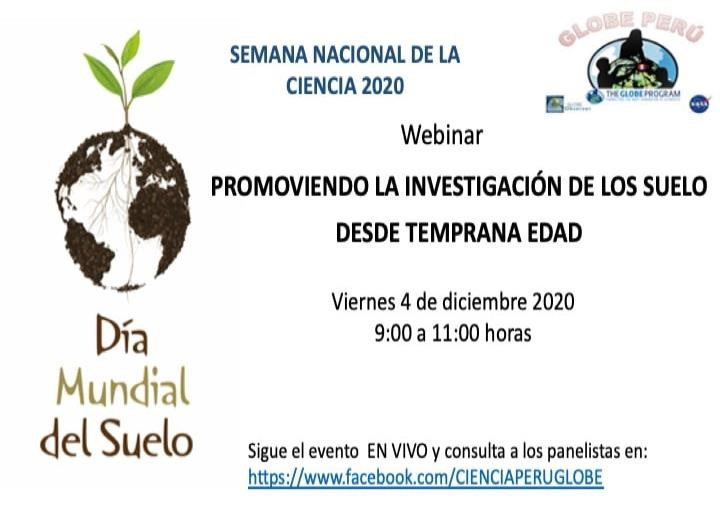 GLOBE PERÚ
THE GLOBE PROGRAM
NASA
SEMANA NACIONAL DE LA
CIENCIA 2020
Webinar
PROMOVIENDO LA INVESTIGACIÓN DE LOS SUELO
DESDE TEMPRANA EDAD
Viernes 4 de diciembre 2020
9:00 a 11:00 horas
Día
Mundial
del Suelo
Sigue el evento EN VIVO y consulta a los panelistas en:
https://www.facebook.com/CIENCIAPERUGLOBE